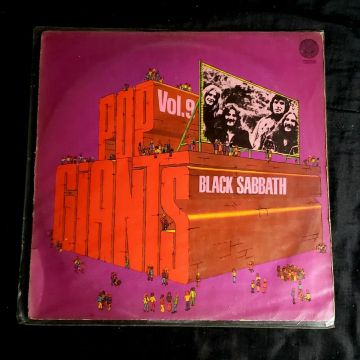 Vol.9
POP
GIANTS
BLACK SABBATH